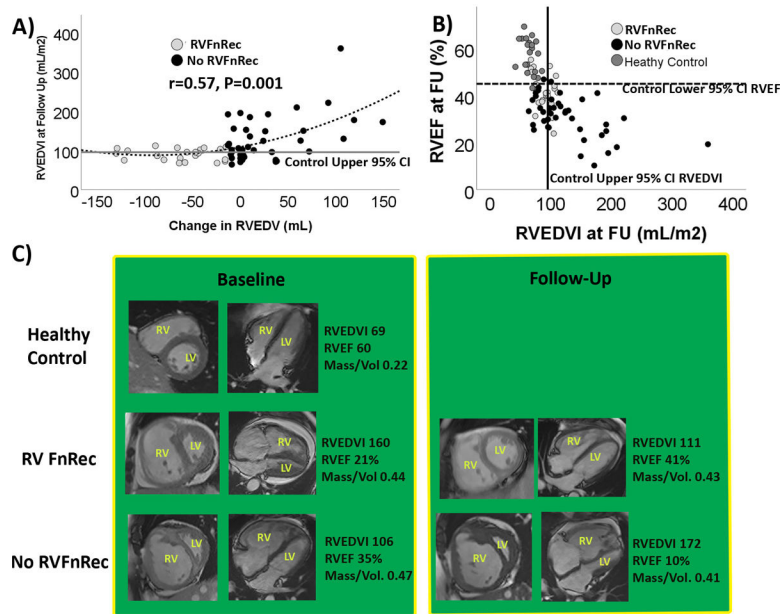 A)
400
300
200
100
0
RVEDVI at Follow Up (mL/m2)
RVFnRec
No RVFnRec
r=0.57, P=0.001
Control Upper 95% CI
-150 -100 -50 0 50 100 150
Change in RVEDV (mL)
B)
60
40
20
0
RVEF at FU (%)
RVFnRec
No RVFnRec
Heathy Control
Control Lower 95% CI RVEF
Control Upper 95% CI RVEDVI
0 100 200 300 400
RVEDVI at FU (mL/m2)
C)
Baseline
Follow-Up
Healthy
Control
RV
LV
RV
LV
RVEDVI 69
RVEF 60
Mass/Vol 0.22
RV FnRec
RV
LV
RV
LV
RVEDVI 160
RVEF 21%
Mass/Vol 0.44
RV
LV
RV
LV
RVEDVI 111
RVEF 41%
Mass/Vol. 0.43
No RVFnRec
RV
LV
RV
LV
RVEDVI 106
RVEF 35%
Mass/Vol. 0.47
RV
LV
RV
LV
RVEDVI 172
RVEF 10%
Mass/Vol 0.41